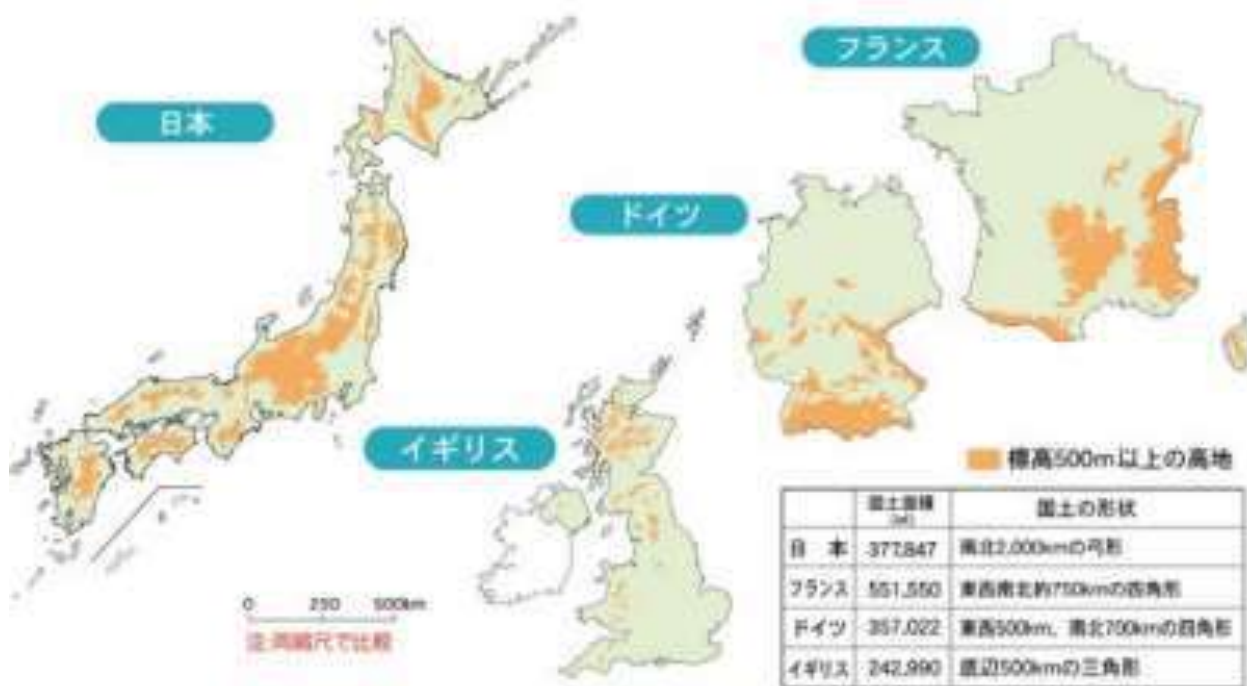 日本
フランス
ドイツ
イギリス
標高500m以上の高地
0 250 500km
注:同縮尺で比較
国土面積 国土の形状
(㎢)
日 本 377,847 南北2,000kmの弓形
フランス 551,550 東西南北約750kmの四角形
ドイツ 357,022 東西500km、南北700kmの四角形
イギリス 242,990 底辺500kmの三角形